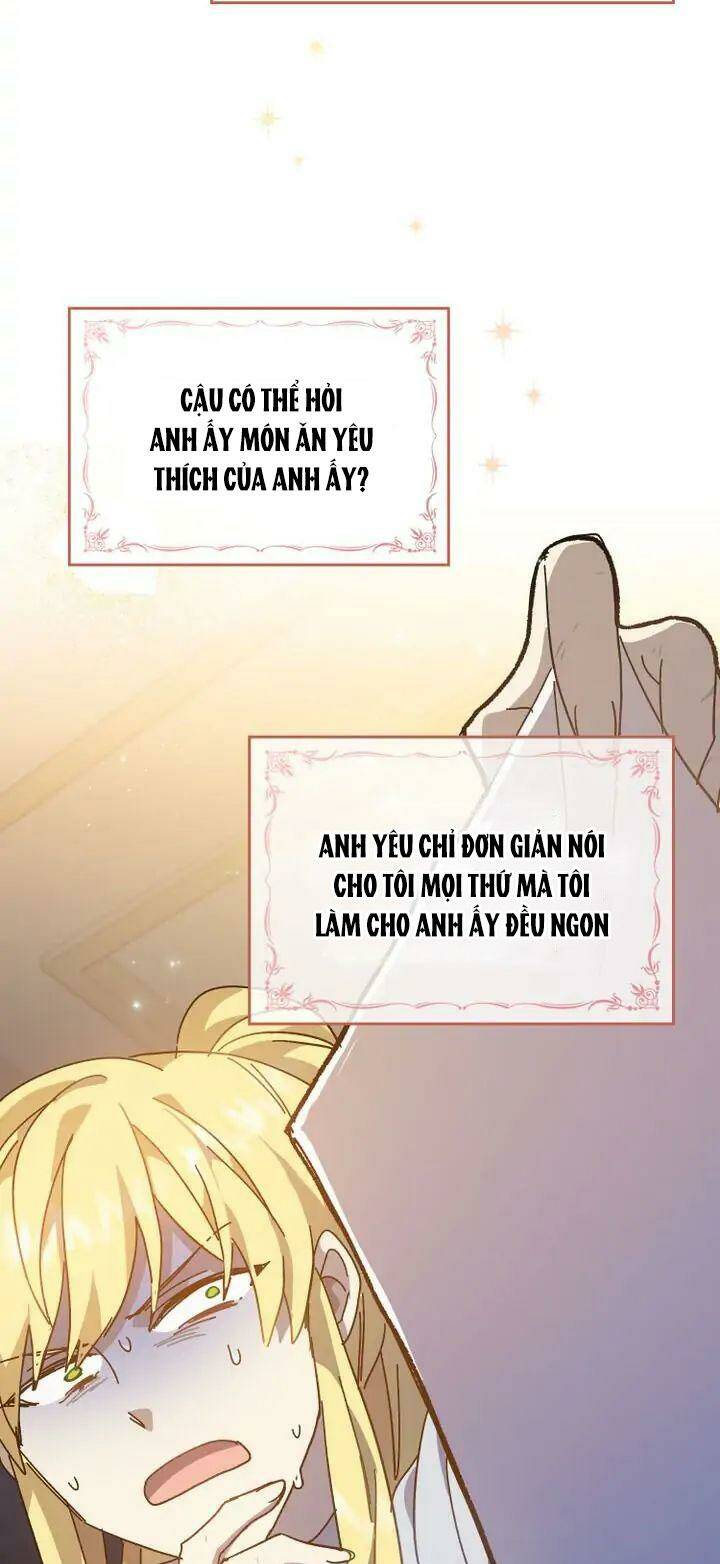 CẬU CÓ THỂ HỎI
ANH ẤY MÓN ĂN YÊU
THÍCH CỦA ANH ẤY?
ANH YÊU CHỈ ĐƠN GIẢN NÓI
CHO TÔI MỌI THỨ MÀ TÔI
LÀM CHO ANH ẤY ĐỀU NGON